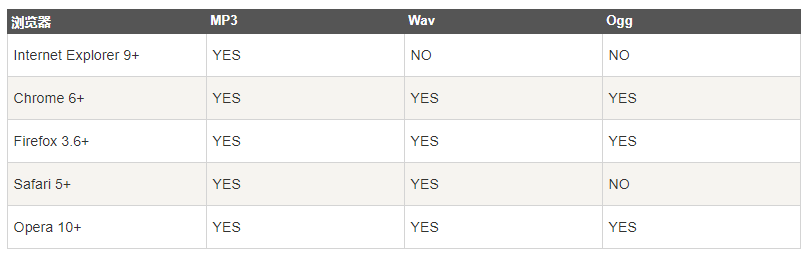 浏览器 MP3 Wav Ogg
Internet Explorer 9+ YES NO NO
Chrome 6+ YES YES YES
Firefox 3.6+ YES YES YES
Safari 5+ YES YES NO
Opera 10+ YES YES YES